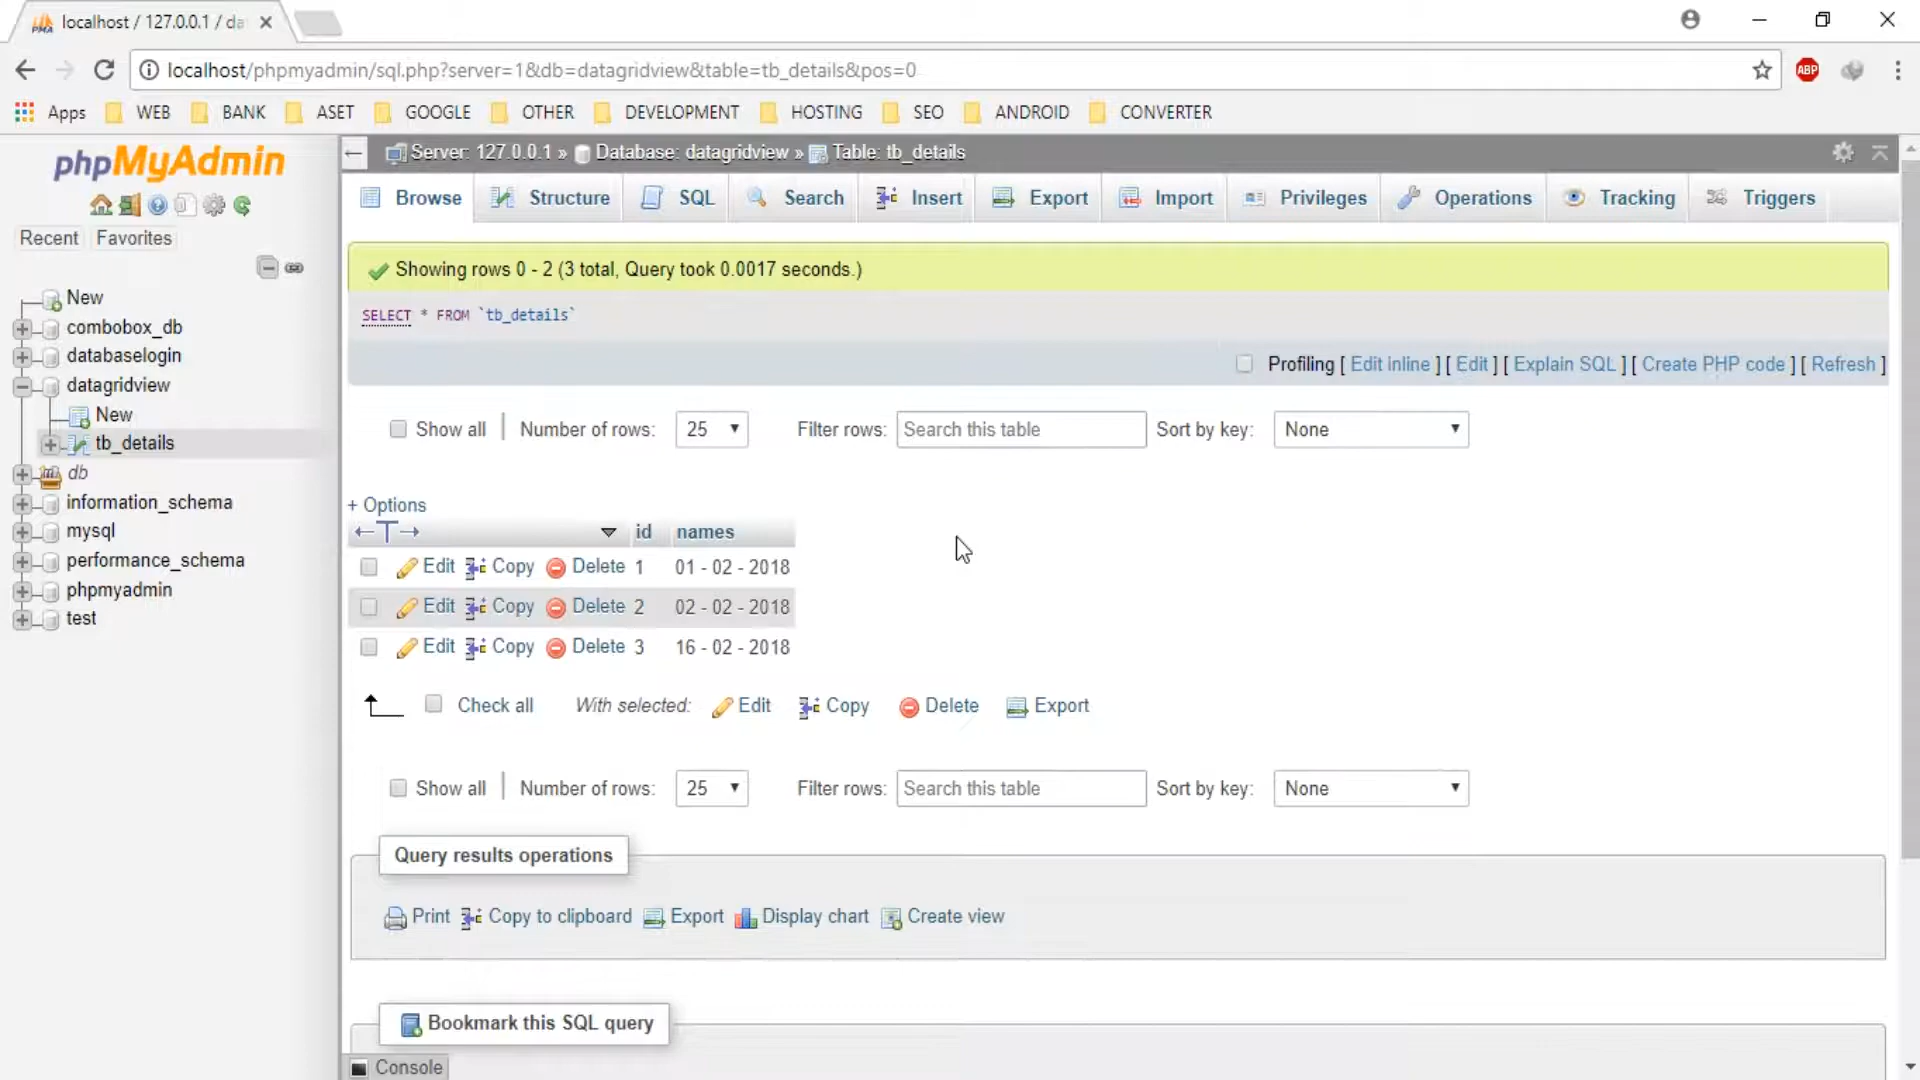 localhost / 127.0.0.1 / da
localhost/phpmyadmin/sql.php?server=1&db=datagridview&table=tb_details&pos=0
ABP
Apps WEB BANK ASET GOOGLE OTHER DEVELOPMENT HOSTING SEO ANDROID CONVERTER
phpMyAdmin
Recent Favorites
New
combobox_db
databaselogin
datagridview
New
tb_details
db
information_schema
mysql
performance_schema
phpmyadmin
test
Server: 127.0.0.1 » Database: datagridview » Table: tb_details
Browse Structure SQL Search Insert Export Import Privileges Operations Tracking Triggers
Showing rows 0 - 2 (3 total, Query took 0.0017 seconds.)
SELECT * FROM `tb_details`
Profiling [ Edit inline ] [ Edit ] [ Explain SQL ] [ Create PHP code ] [ Refresh ]
Show all Number of rows: 25 Filter rows: Search this table Sort by key: None
+ Options
←T→ id names
Edit Copy Delete 1 01 - 02 - 2018
Edit Copy Delete 2 02 - 02 - 2018
Edit Copy Delete 3 16 - 02 - 2018
Check all With selected: Edit Copy Delete Export
Show all Number of rows: 25 Filter rows: Search this table Sort by key: None
Query results operations
Print Copy to clipboard Export Display chart Create view
Bookmark this SQL query
Console